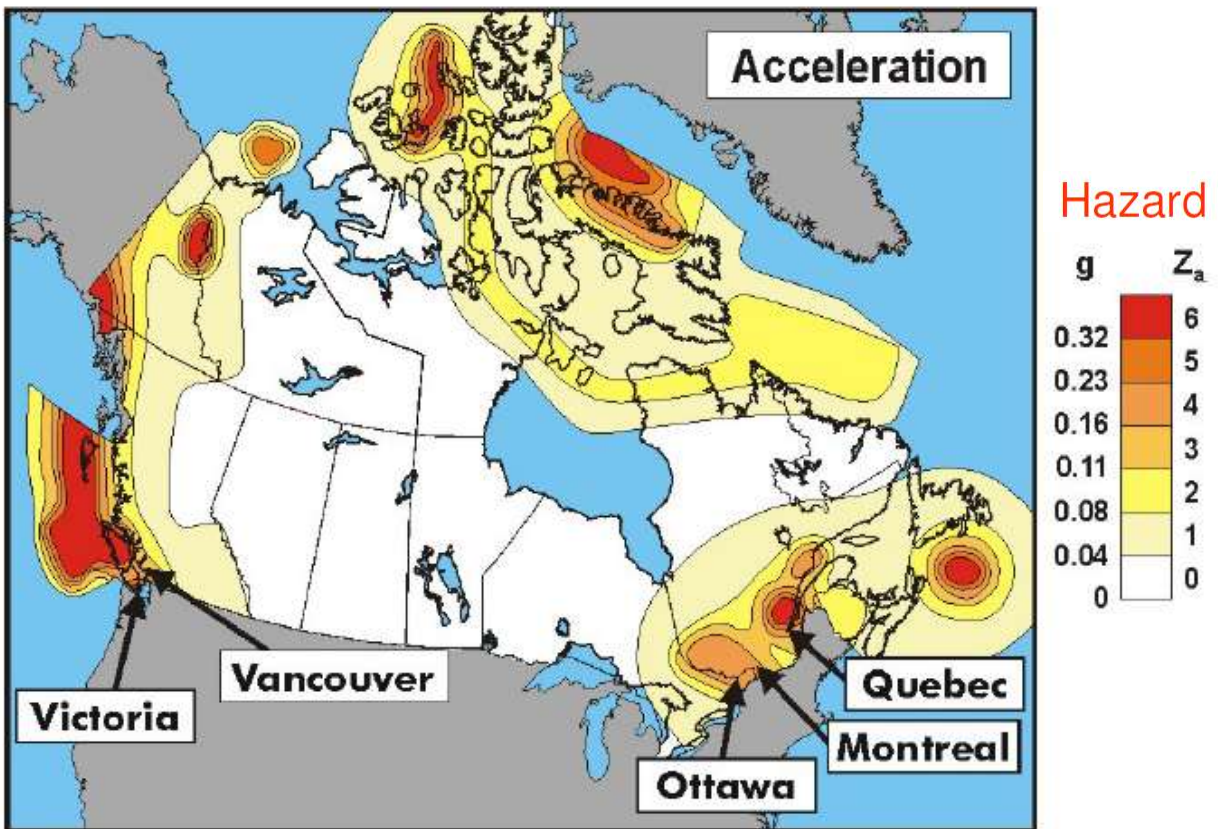 Acceleration
Hazard
g Z a
6
0.32
5
0.23
4
0.16
3
0.11
2
0.08
1
0.04
0
0
Vancouver
Victoria
Quebec
Montreal
Ottawa